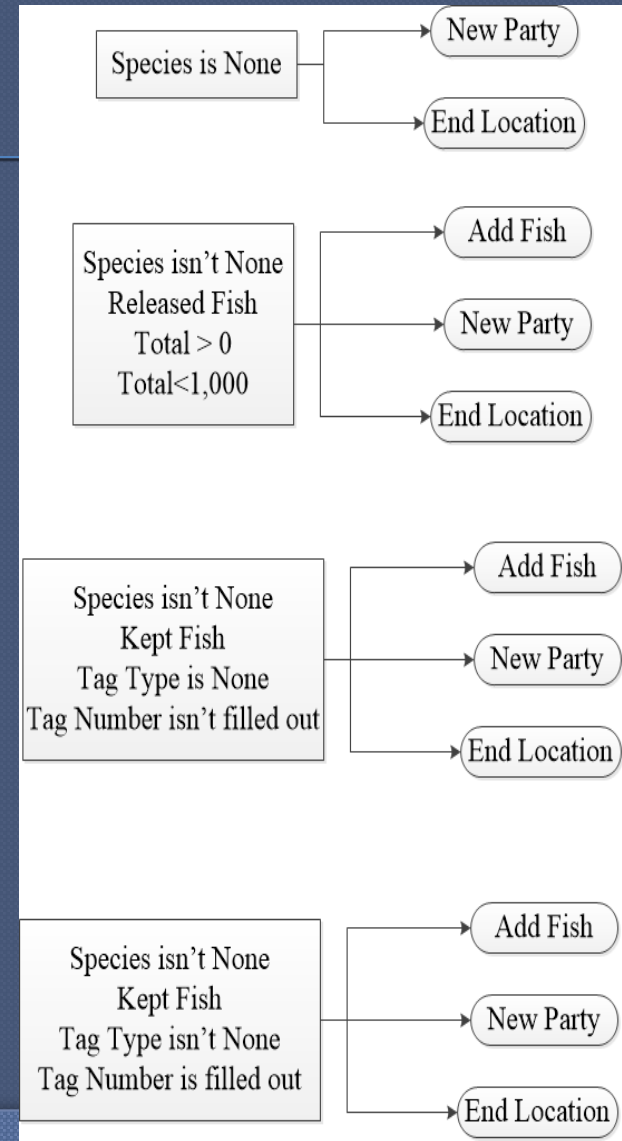 Species is None
New Party
End Location
Species isn't None
Released Fish
Total > 0
Total<1,000
Add Fish
New Party
End Location
Species isn't None
Kept Fish
Tag Type is None
Tag Number isn't filled out
Add Fish
New Party
End Location
Species isn't None
Kept Fish
Tag Type isn't None
Tag Number is filled out
Add Fish
New Party
End Location